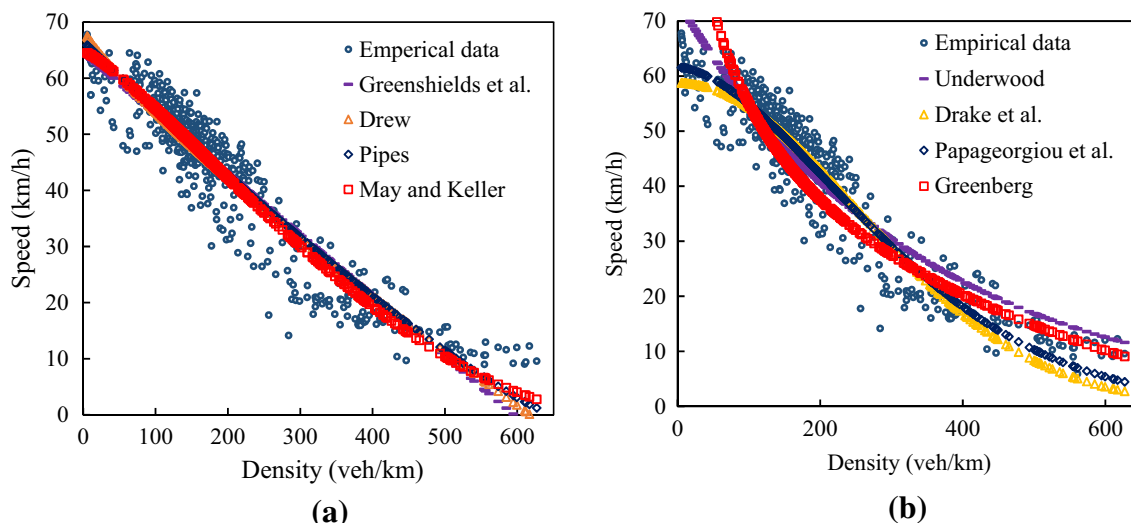 (a)
70
60
50
40
30
20
10
0
Speed (km/h)
0 100 200 300 400 500 600
Density (veh/km)
Emperical data
Greenshields et al.
Drew
Pipes
May and Keller
(b)
70
60
50
40
30
20
10
0
Speed (km/h)
0 200 400 600
Density (veh/km)
Empirical data
Underwood
Drake et al.
Papageorgiou et al.
Greenberg
(a)
(b)